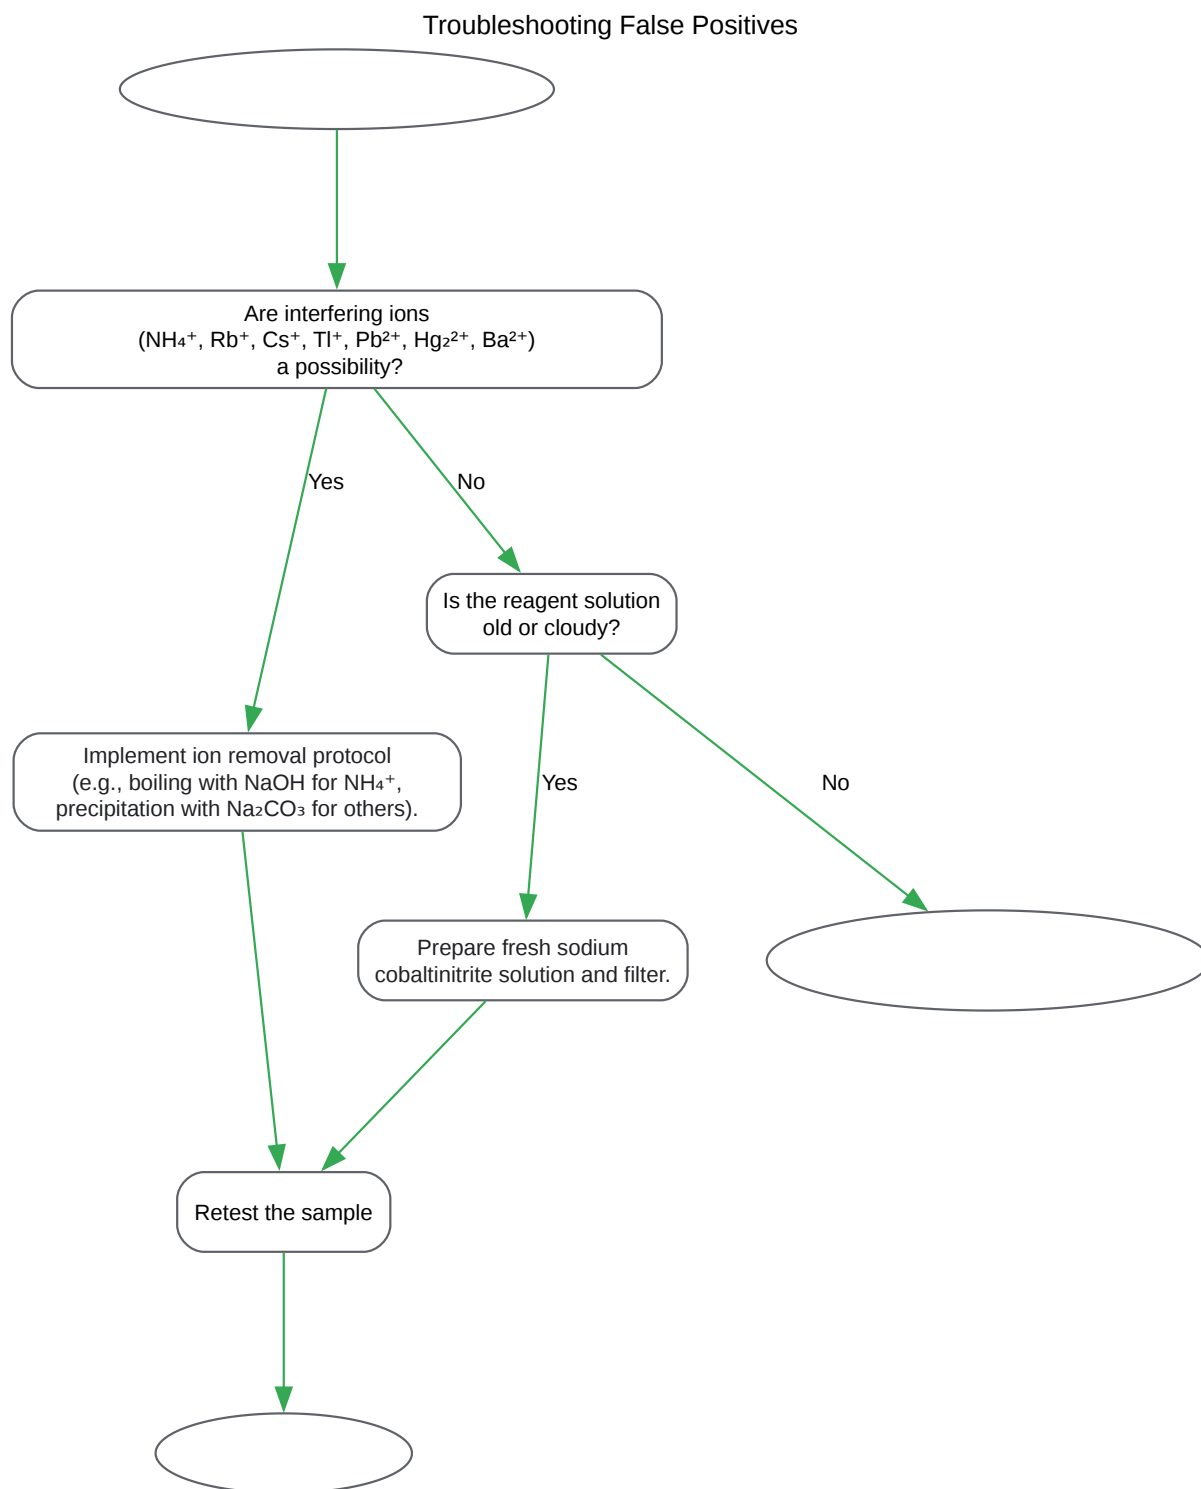 Troubleshooting False Positives
Are interfering ions
(NH₄⁺, Rb⁺, Cs⁺, Tl⁺, Pb²⁺, Hg₂²⁺, Ba²⁺)
a possibility?
Yes
No
Is the reagent solution
old or cloudy?
Implement ion removal protocol
(e.g., boiling with NaOH for NH₄⁺,
precipitation with Na₂CO₃ for others).
Yes
No
Prepare fresh sodium
cobaltinitrite solution and filter.
Retest the sample